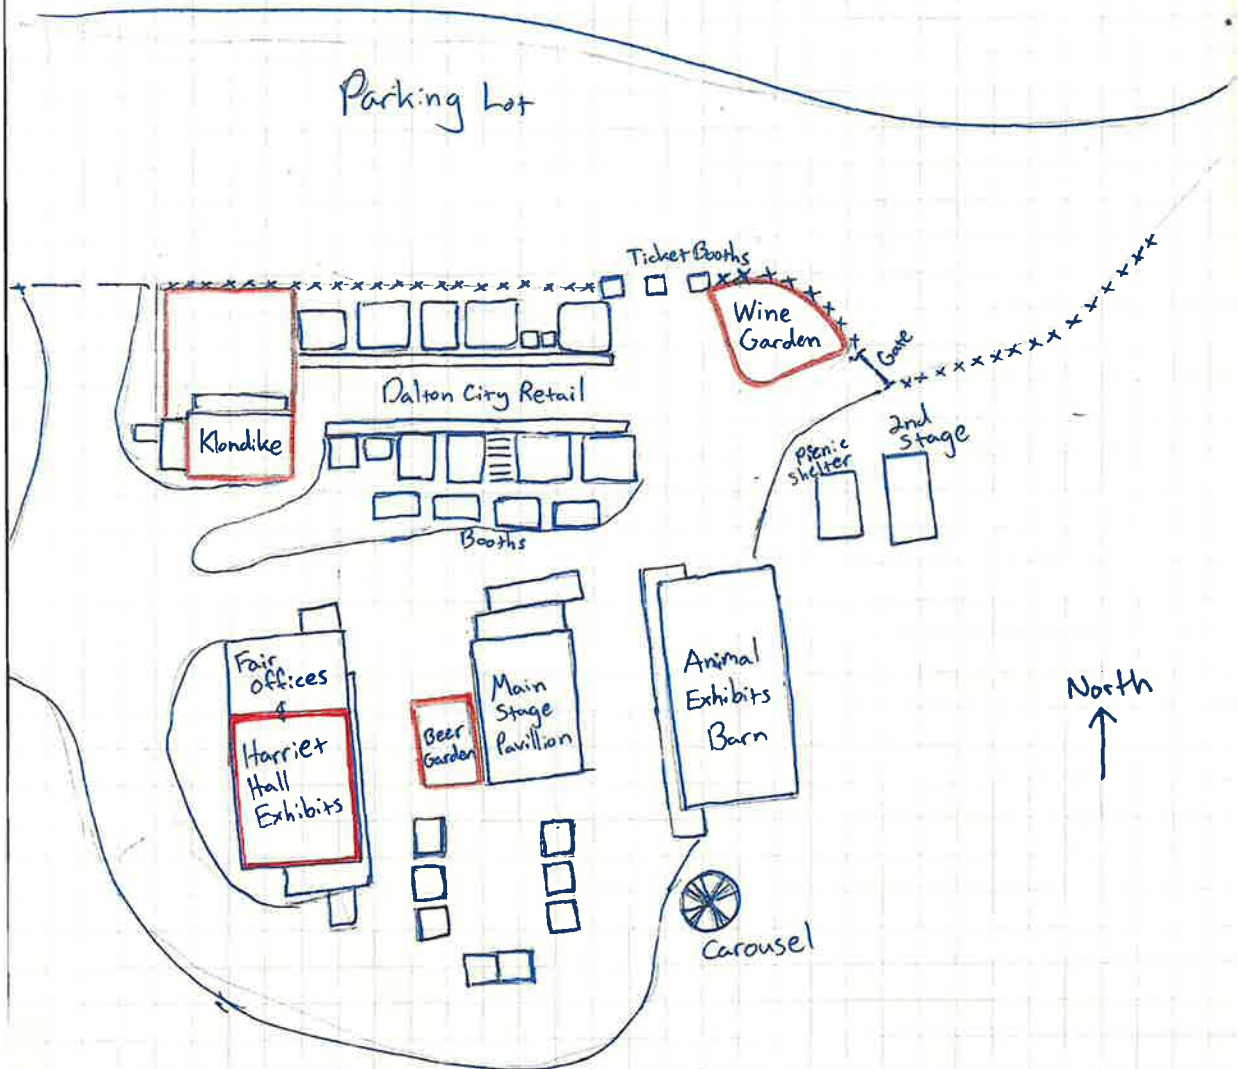 Parking Lot
Ticket Booths
Wine
Garden
Gate
Dalton City Retail
Klondike
2nd
Stage
Picnic
shelter
Booths
Fair
offices
&
Harriet
Hall
Exhibits
Beer
Garden
Main
Stage
Pavillion
Animal
Exhibits
Barn
North
Carousel